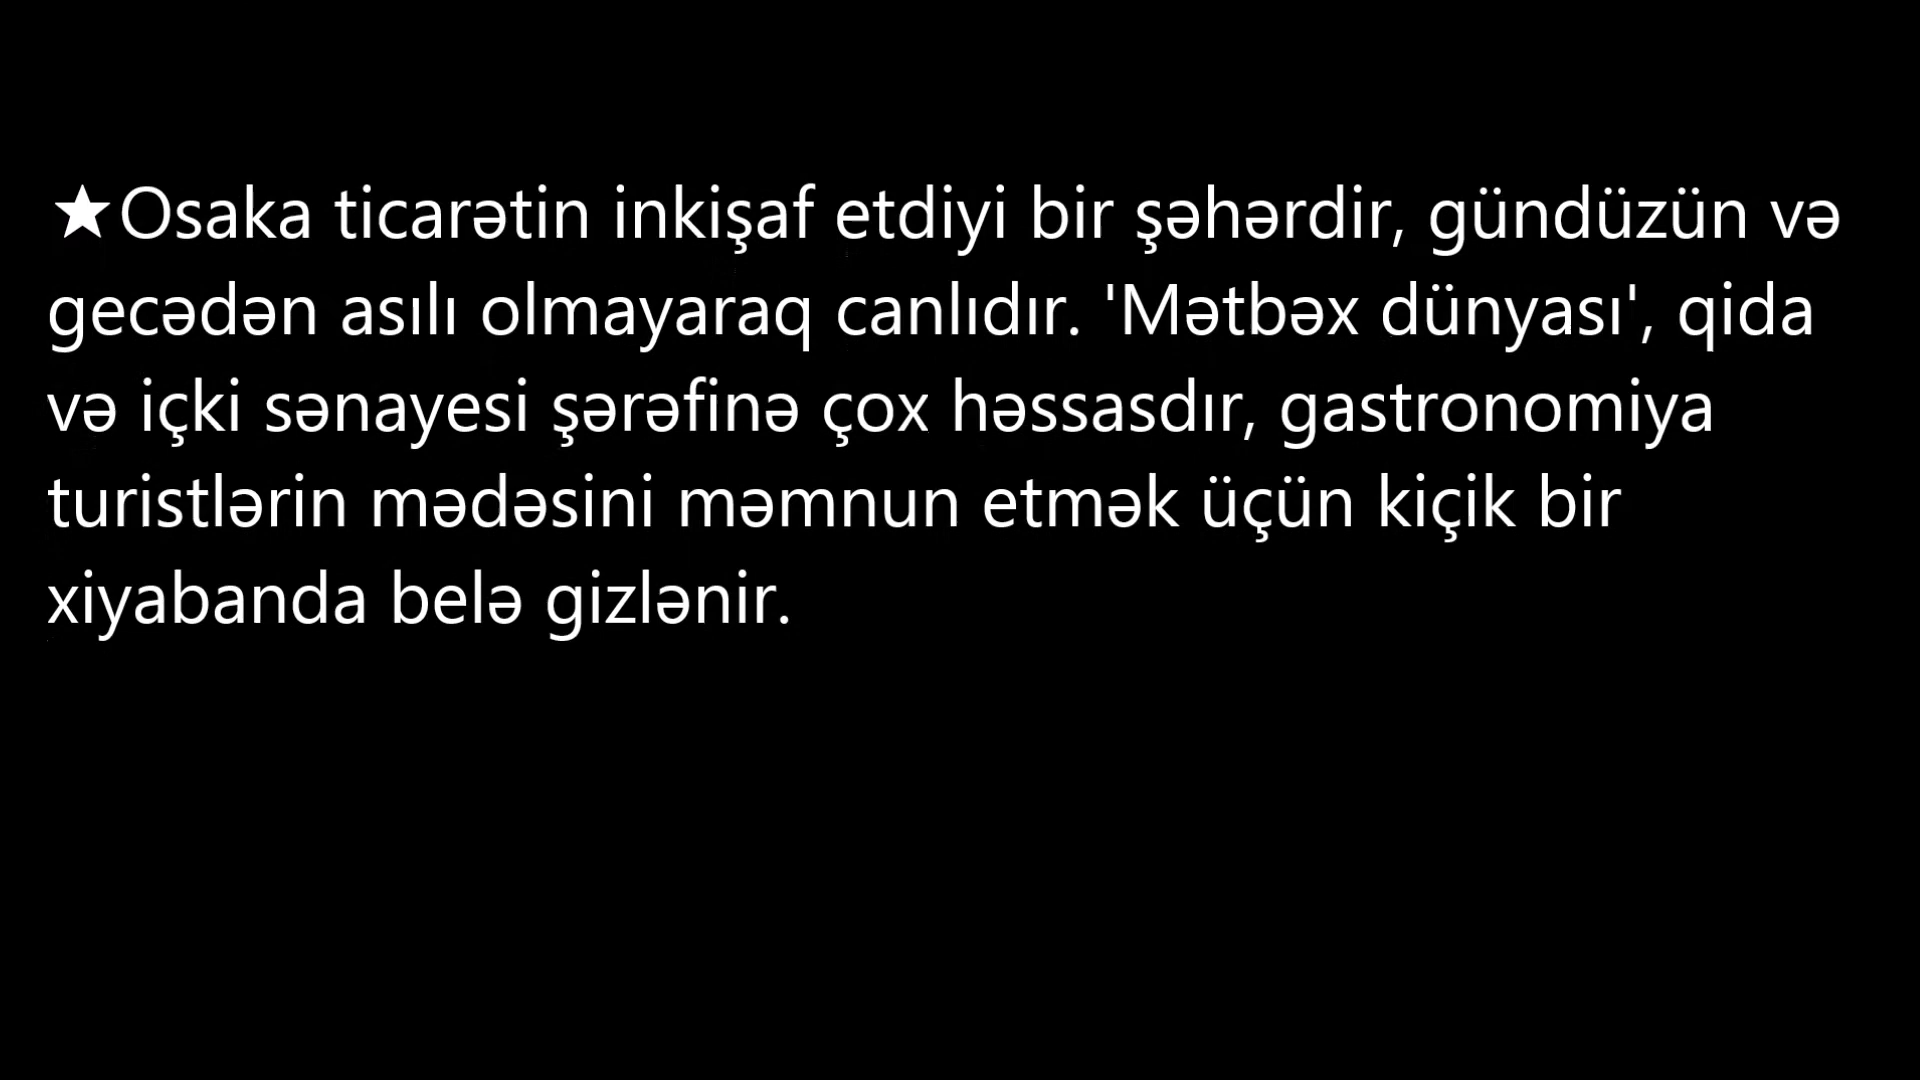 ★Osaka ticarətin inkişaf etdiyi bir şəhərdir, gündüzün və
gecədən asılı olmayaraq canlıdır. 'Mətbəx dünyası', qida
və içki sənayesi şərəfinə çox həssasdır, gastronomiya
turistlərin mədəsini məmnun etmək üçün kiçik bir
xiyabanda belə gizlənir.